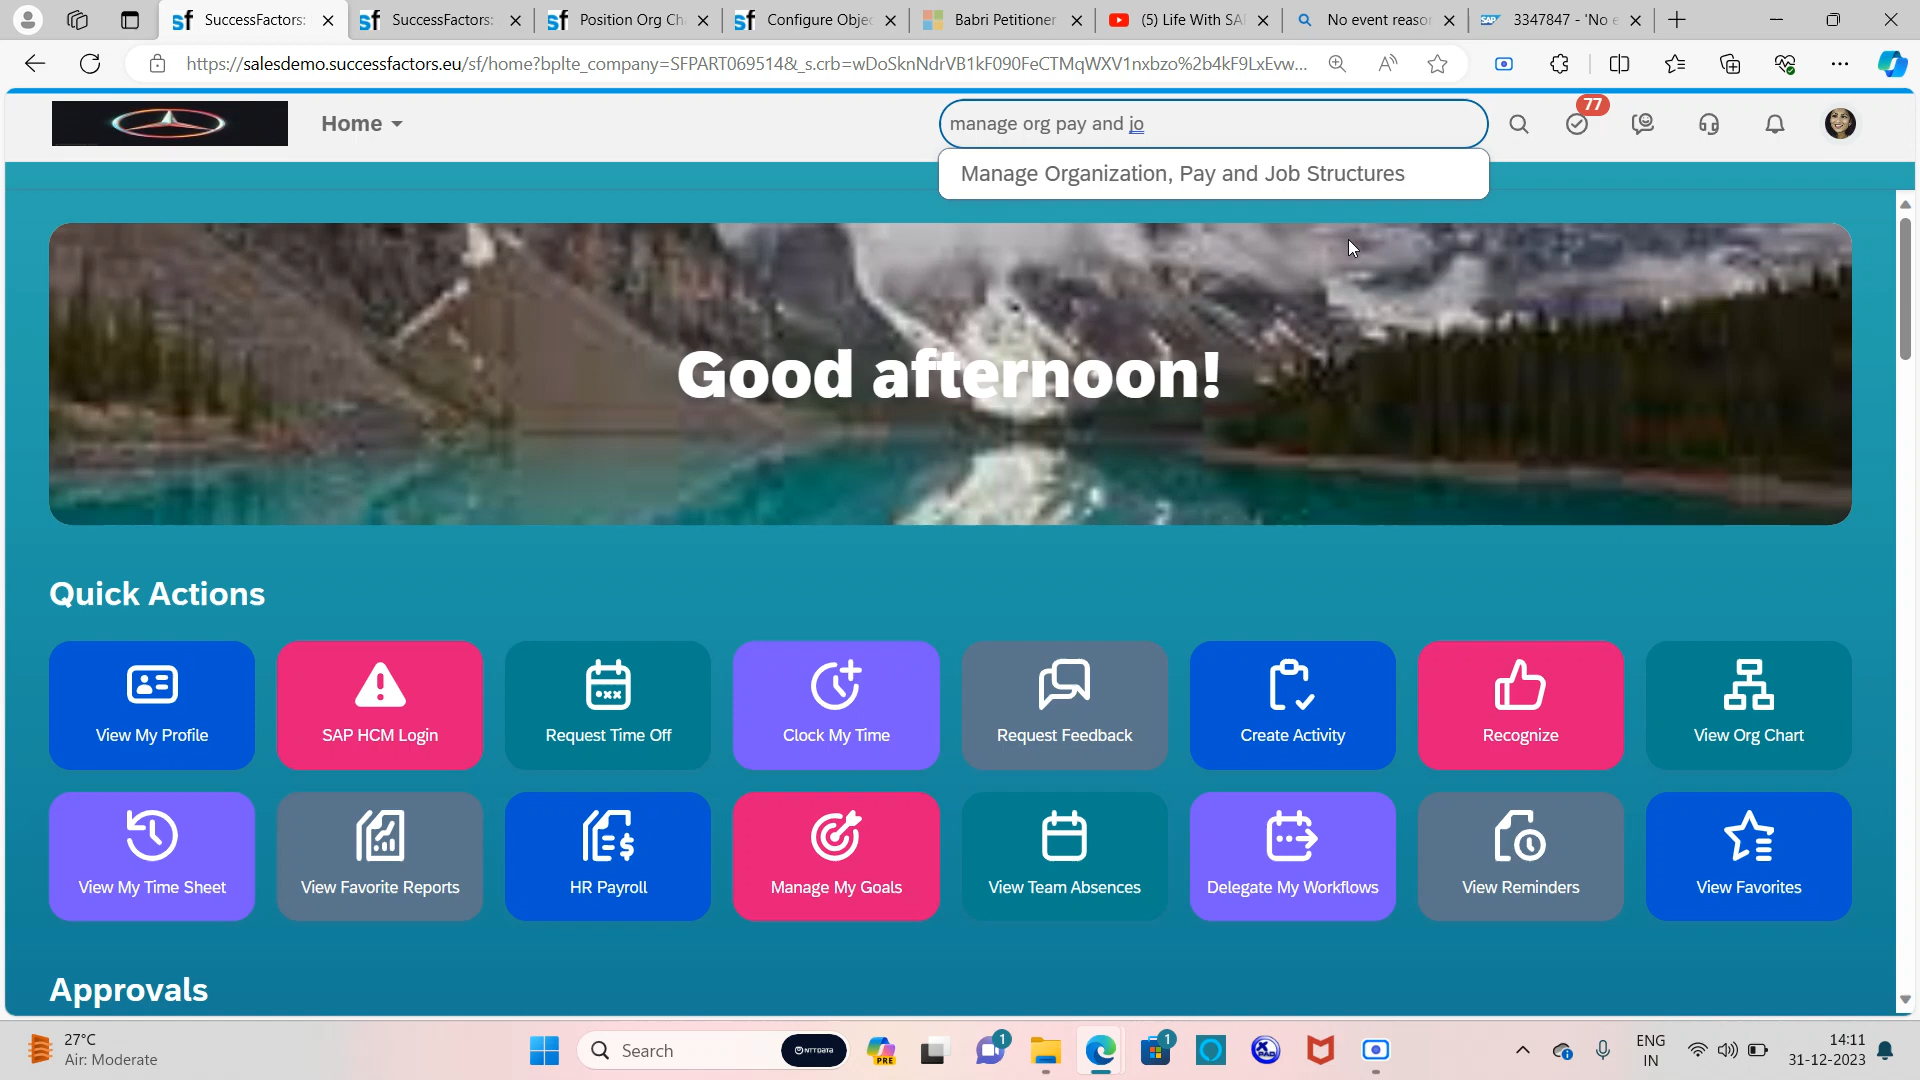 SuccessFactors:
SuccessFactors:
Position Org Ch
Configure Objec
Babri Petitioner
(5) Life With SA
No event reaso
3347847 - 'No e
https://salesdemo.successfactors.eu/sf/home?bplte_company=SFPART069514&_s.crb=wDoSknNdrVB1kF090FeCTMqWXV1nxbzo%2b4kF9LxEvw...
Home
manage org pay and jo
77
Manage Organization, Pay and Job Structures
Good afternoon!
Quick Actions
View My Profile
SAP HCM Login
Request Time Off
Clock My Time
Request Feedback
Create Activity
Recognize
View Org Chart
View My Time Sheet
View Favorite Reports
HR Payroll
Manage My Goals
View Team Absences
Delegate My Workflows
View Reminders
View Favorites
Approvals
27°C
Air: Moderate
Search
NTT DATA
PRE
1
1
ENG
IN
14:11
31-12-2023